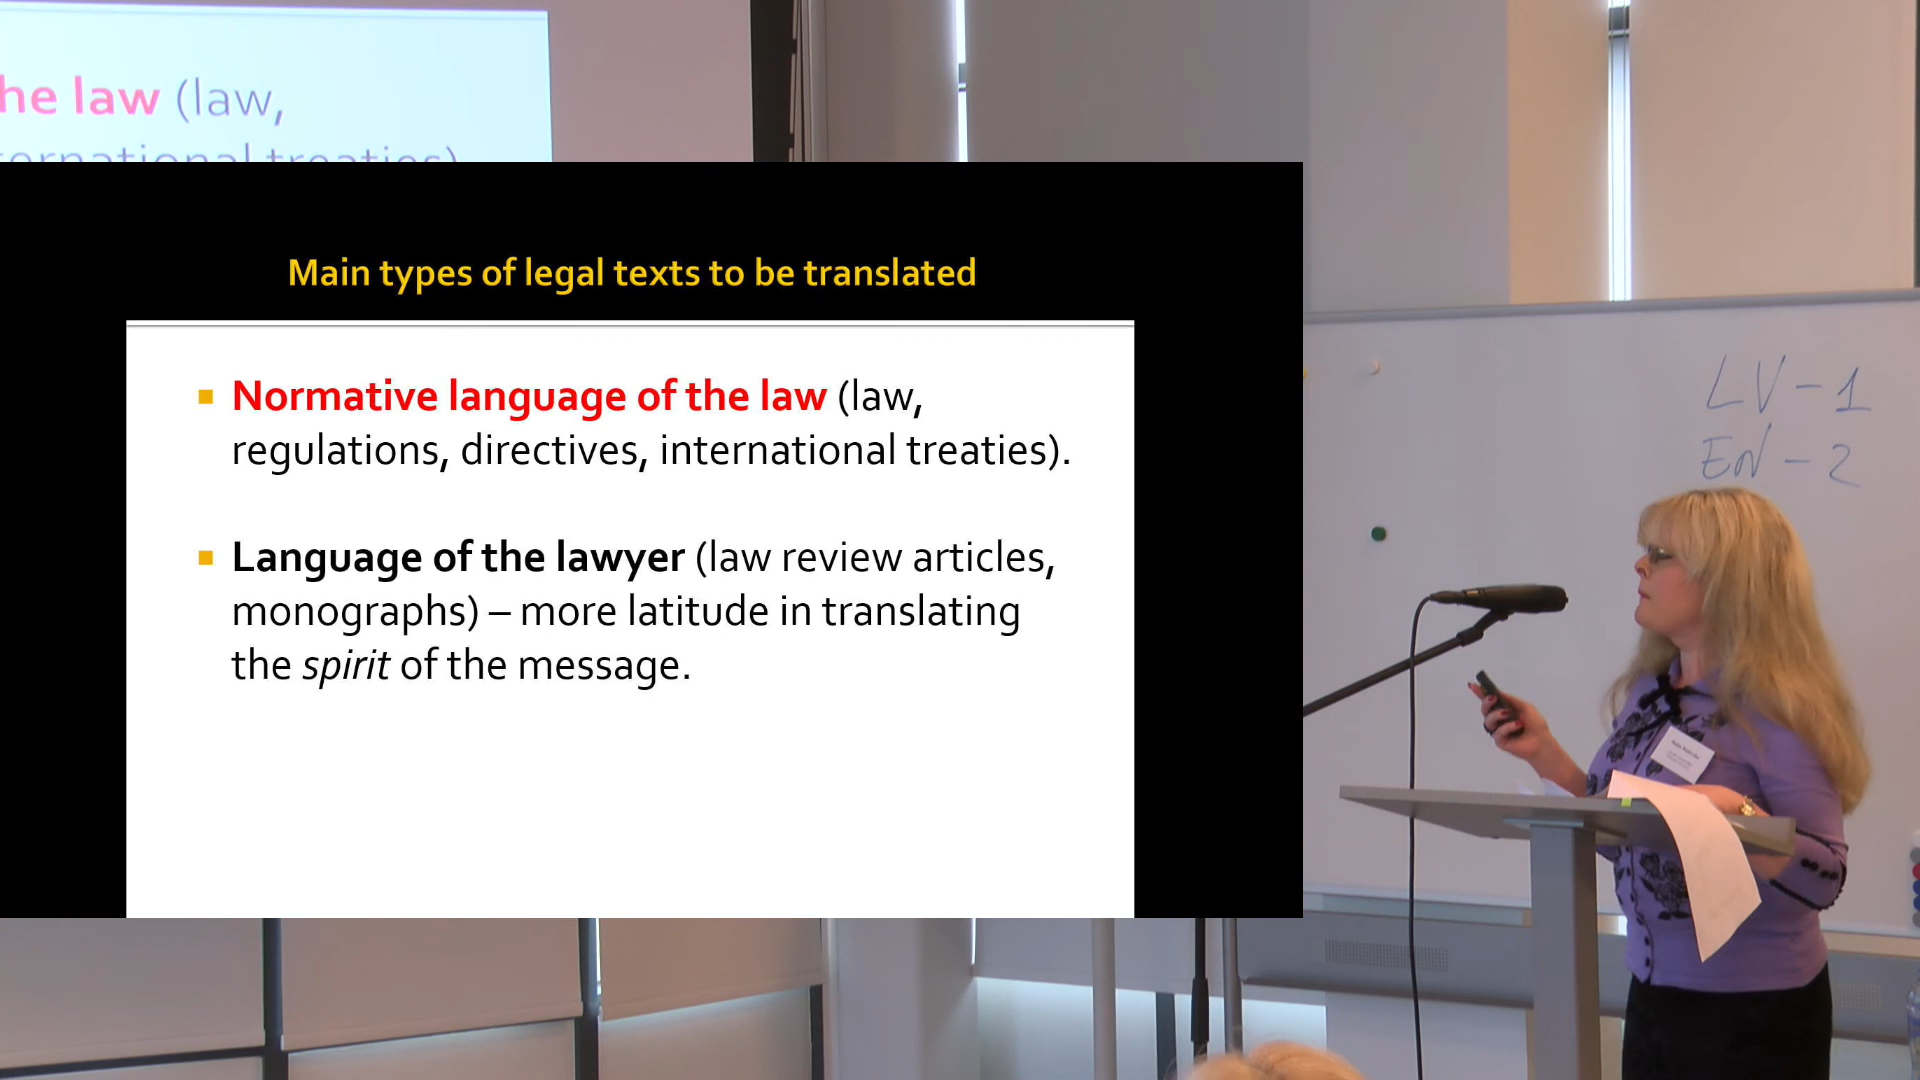 he law (law,
ernational treaties)
Main types of legal texts to be translated
Normative language of the law (law,
regulations, directives, international treaties).
Language of the lawyer (law review articles,
monographs) – more latitude in translating
the spirit of the message.
LV – 1
EN – 2